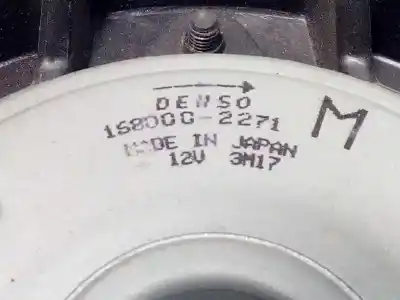 DENSO
M
168000-2271
MADE IN JAPAN
12V 3M17